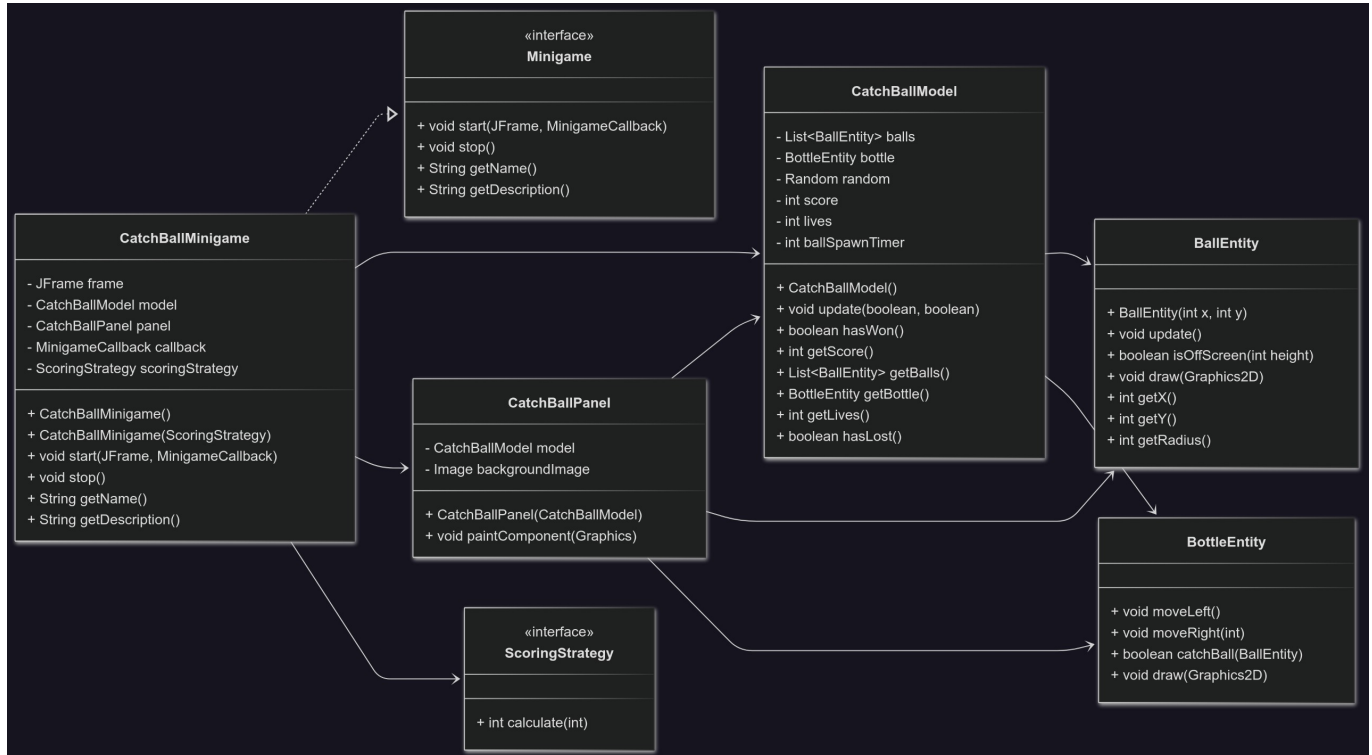 «interface»
Minigame
+ void start(JFrame, MinigameCallback)
+ void stop()
+ String getName()
+ String getDescription()
CatchBallModel
- List<BallEntity> balls
- BottleEntity bottle
- Random random
- int score
- int lives
- int ballSpawnTimer
+ CatchBallModel()
+ void update(boolean, boolean)
+ boolean hasWon()
+ int getScore()
+ List<BallEntity> getBalls()
+ BottleEntity getBottle()
+ int getLives()
+ boolean hasLost()
CatchBallMinigame
- JFrame frame
- CatchBallModel model
- CatchBallPanel panel
- MinigameCallback callback
- ScoringStrategy scoringStrategy
+ CatchBallMinigame()
+ CatchBallMinigame(ScoringStrategy)
+ void start(JFrame, MinigameCallback)
+ void stop()
+ String getName()
+ String getDescription()
BallEntity
+ BallEntity(int x, int y)
+ void update()
+ boolean isOffScreen(int height)
+ void draw(Graphics2D)
+ int getX()
+ int getY()
+ int getRadius()
CatchBallPanel
- CatchBallModel model
- Image backgroundImage
+ CatchBallPanel(CatchBallModel)
+ void paintComponent(Graphics)
BottleEntity
+ void moveLeft()
+ void moveRight(int)
+ boolean catchBall(BallEntity)
+ void draw(Graphics2D)
«interface»
ScoringStrategy
+ int calculate(int)